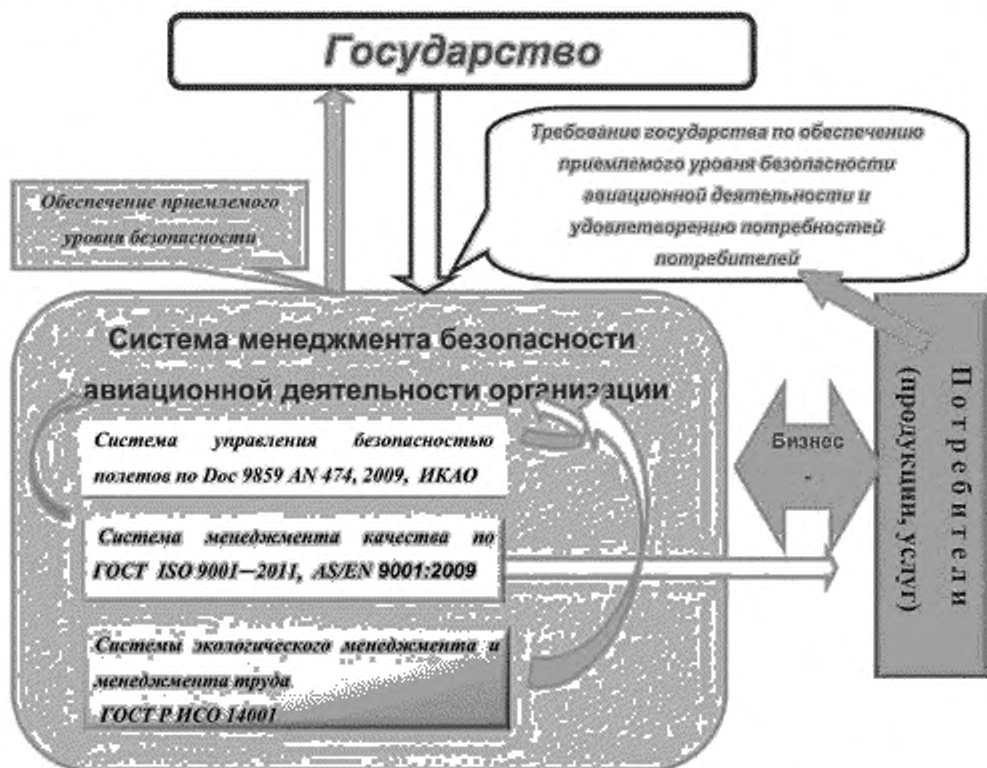 Государство
Требование государства по обеспечению
приемлемого уровня безопасности
авиационной деятельности и
удовлетворению потребностей
потребителей
Обеспечение приемлемого
уровня безопасности
Система менеджмента безопасности
авиационной деятельности организации
Система управления безопасностью
полетов по Doc 9859 AN 474, 2009, ИКАО
Система менеджмента качества по
ГОСТ ISO 9001—2011, AS/EN 9001:2009
Системы экологического менеджмента и
менеджмента труда
ГОСТ Р ИСО 14001
Бизнес
-
Потребители
(продукции, услуг)